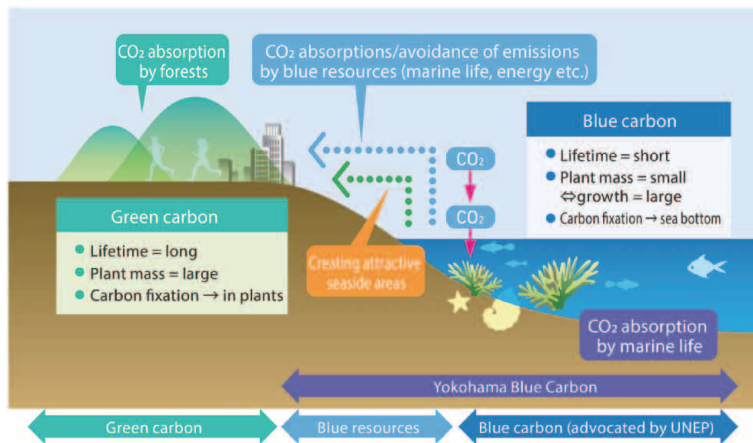 CO₂ absorption
by forests
CO₂ absorptions/avoidance of emissions
by blue resources (marine life, energy etc.)
Blue carbon
Lifetime = short
Plant mass = small
⇔growth = large
Carbon fixation → sea bottom
CO₂
CO₂
Green carbon
Lifetime = long
Plant mass = large
Carbon fixation → in plants
Creating attractive
seaside areas
CO₂ absorption
by marine life
Yokohama Blue Carbon
Green carbon
Blue resources
Blue carbon (advocated by UNEP)